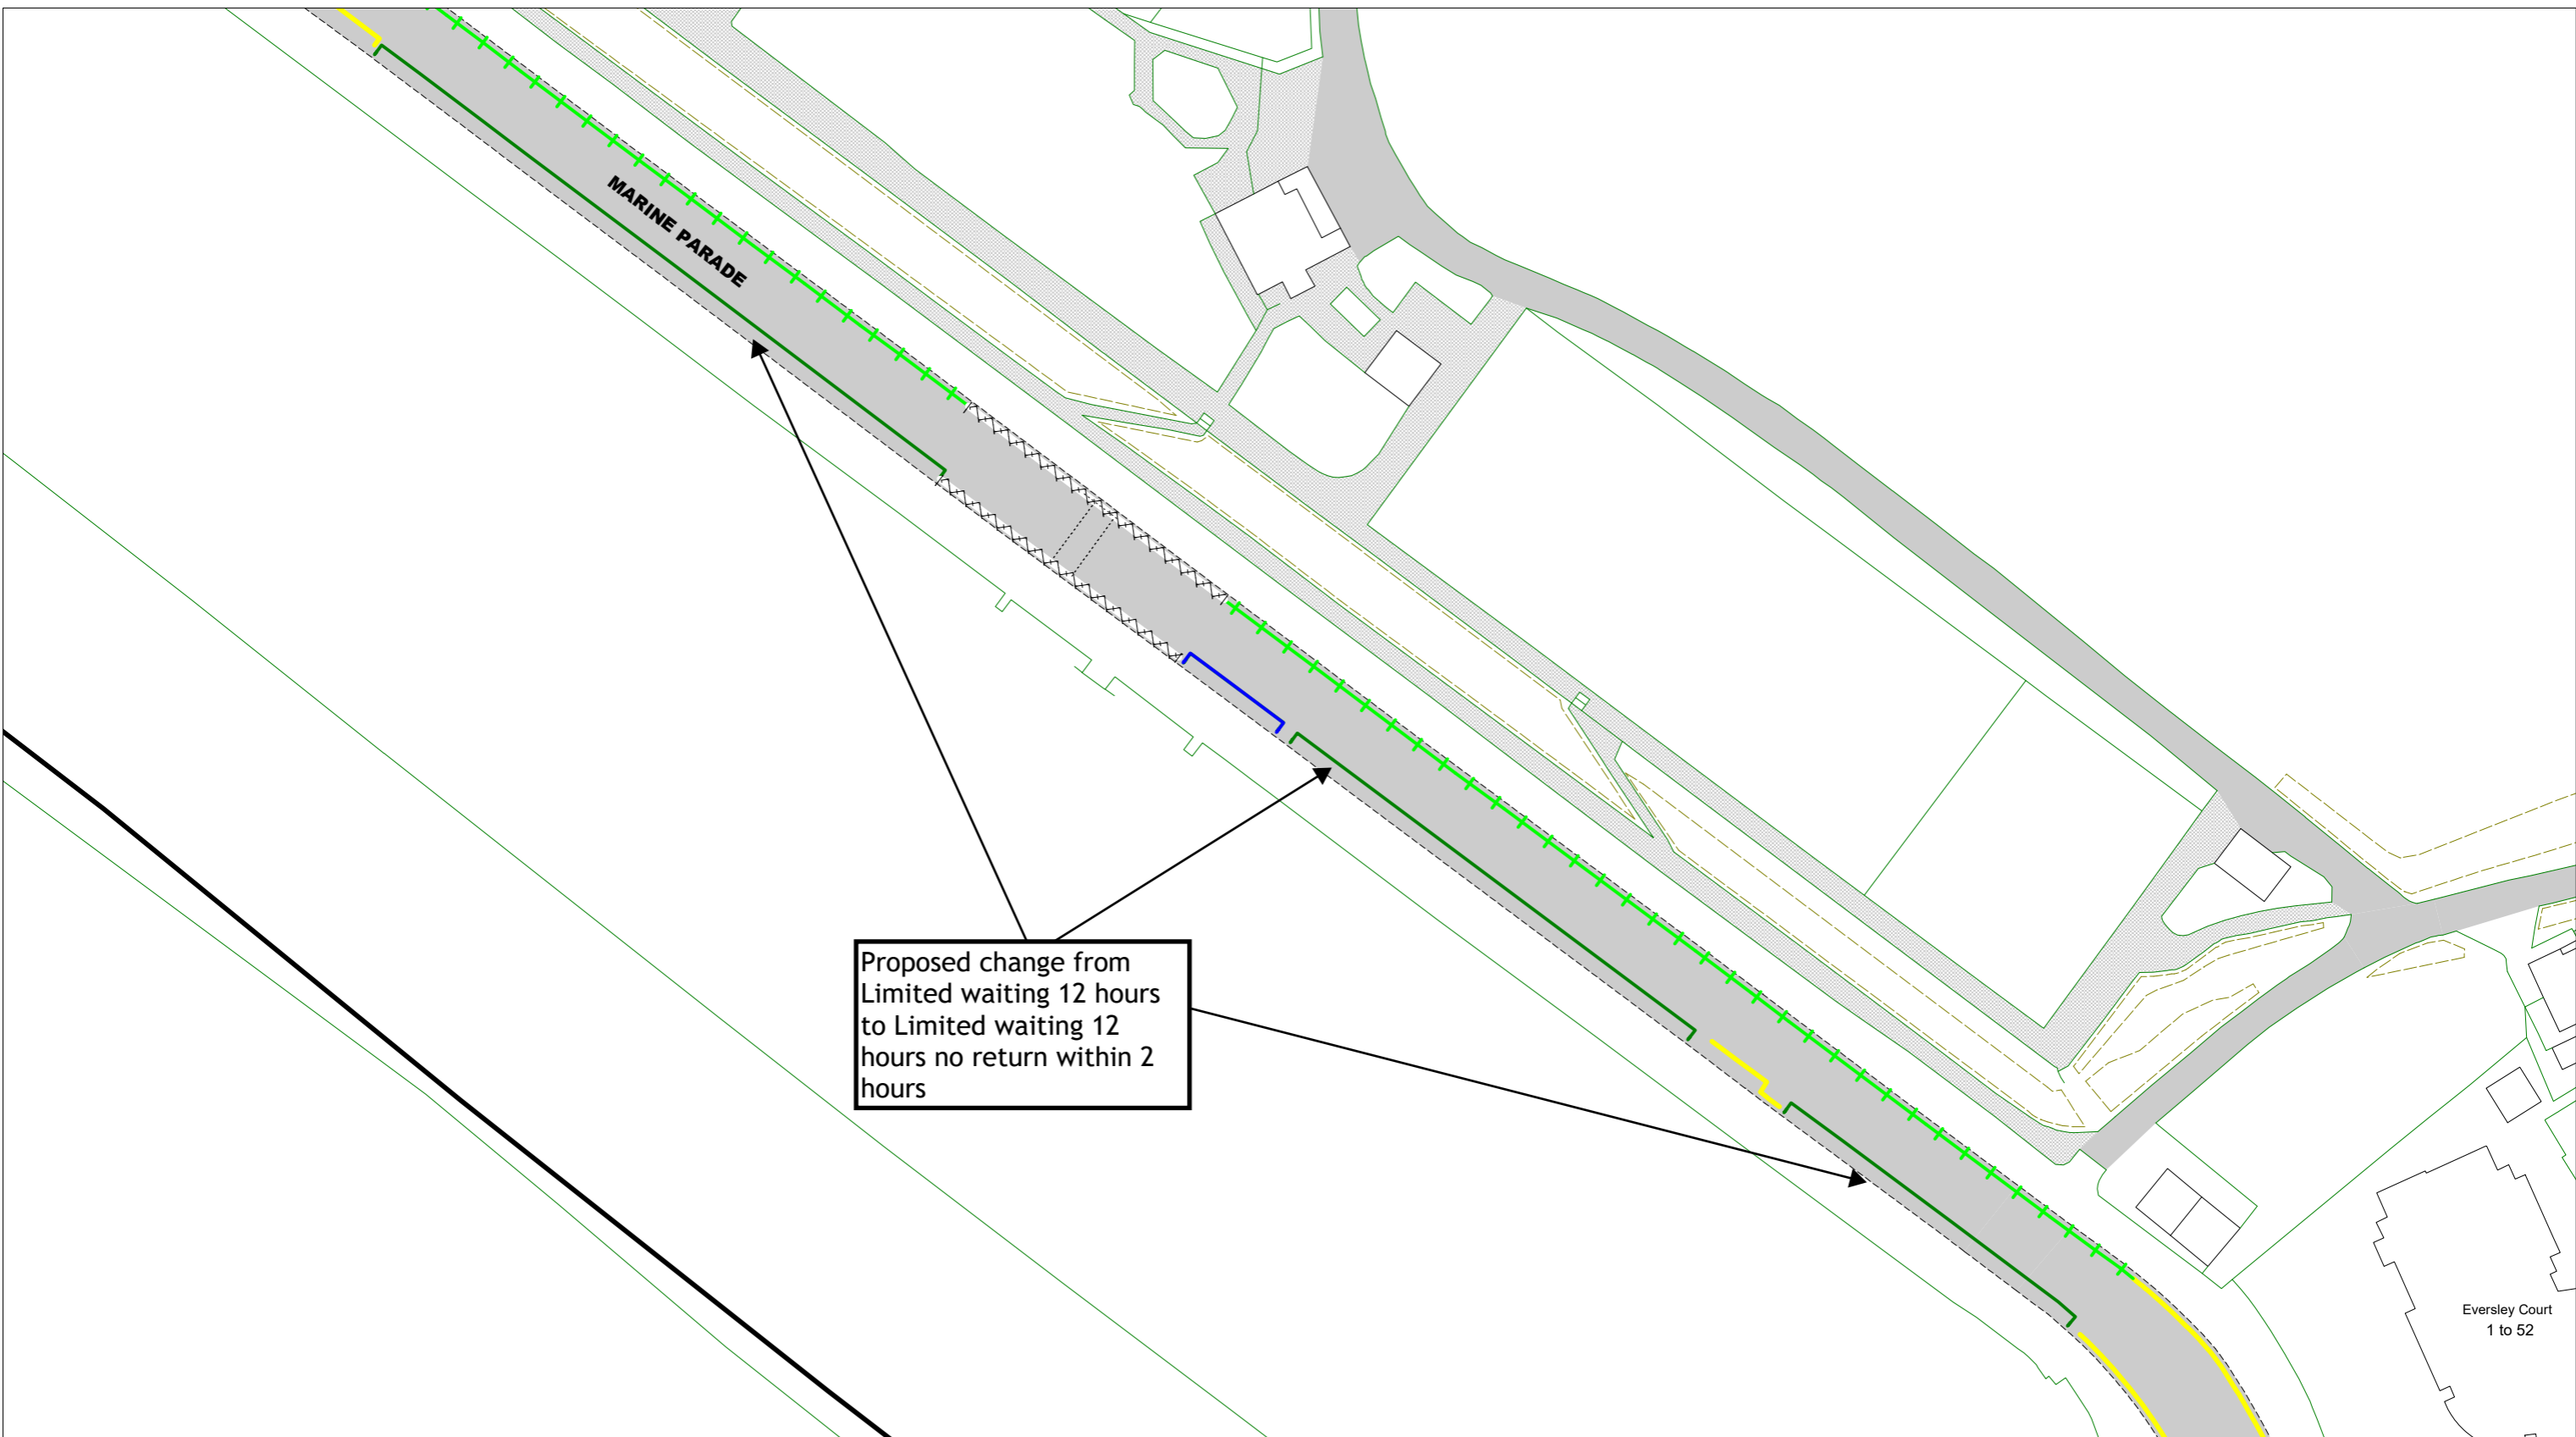 MARINE PARADE
Proposed change from
Limited waiting 12 hours
to Limited waiting 12
hours no return within 2
hours
Eversley Court
1 to 52